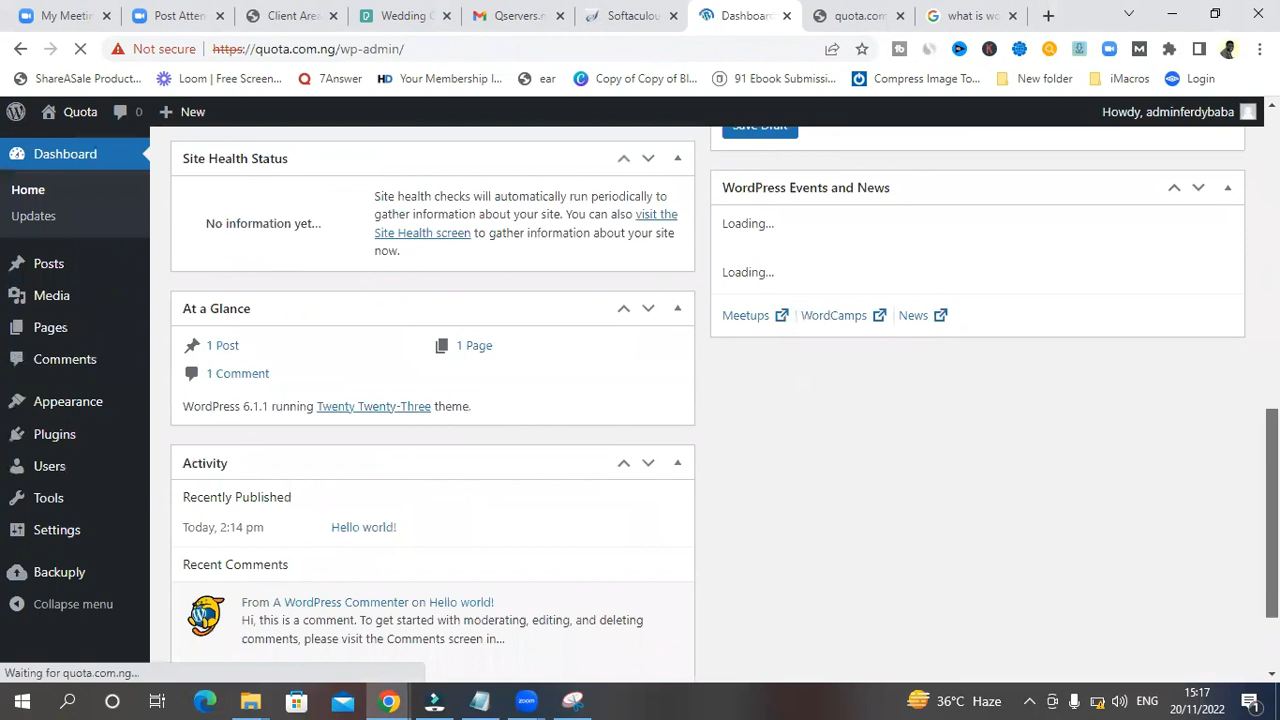 My Meetin
Post Atten
Client Area
Wedding C
Qservers.n
Softaculou
Dashboard
quota.com
what is wo
Not secure
https://quota.com.ng/wp-admin/
ShareASale Product...
Loom | Free Screen...
7Answer
Your Membership I...
ear
Copy of Copy of Bl...
91 Ebook Submissi...
Compress Image To...
New folder
iMacros
Login
Quota
0
New
Howdy, adminferdybaba
Dashboard
Home
Updates
Posts
Media
Pages
Comments
Appearance
Plugins
Users
Tools
Settings
Backuply
Collapse menu
Site Health Status
No information yet...
Site health checks will automatically run periodically to
gather information about your site. You can also visit the
Site Health screen to gather information about your site
now.
At a Glance
1 Post
1 Page
1 Comment
WordPress 6.1.1 running Twenty Twenty-Three theme.
Activity
Recently Published
Today, 2:14 pm
Hello world!
Recent Comments
From A WordPress Commenter on Hello world!
Hi, this is a comment. To get started with moderating, editing, and deleting
comments, please visit the Comments screen in...
Save Draft
WordPress Events and News
Loading...
Loading...
Meetups
WordCamps
News
Waiting for quota.com.ng...
zoom
36°C Haze
ENG
15:17
20/11/2022
1